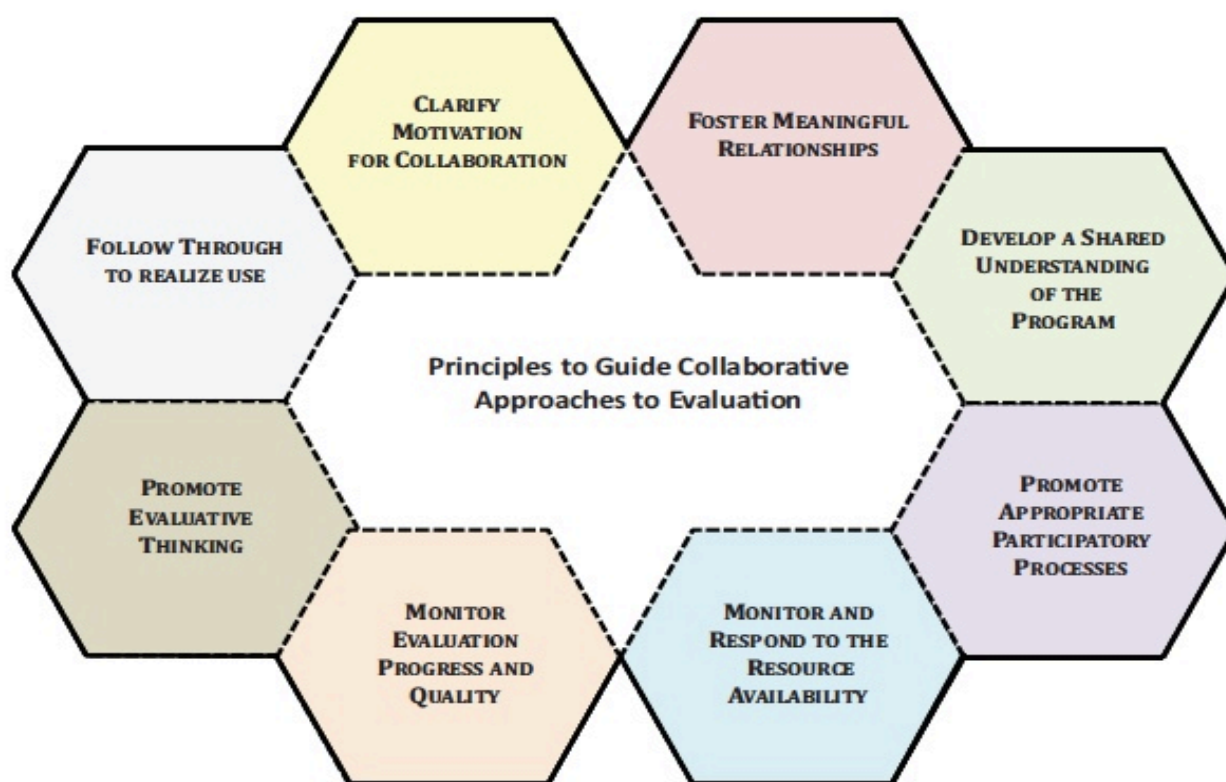 CLARIFY
MOTIVATION
FOR COLLABORATION
FOSTER MEANINGFUL
RELATIONSHIPS
DEVELOP A SHARED
UNDERSTANDING
OF THE
PROGRAM
PROMOTE
APPROPRIATE
PARTICIPATORY
PROCESSES
MONITOR AND
RESPOND TO THE
RESOURCE
AVAILABILITY
MONITOR
EVALUATION
PROGRESS AND
QUALITY
PROMOTE
EVALUATIVE
THINKING
FOLLOW THROUGH
TO REALIZE USE
Principles to Guide Collaborative
Approaches to Evaluation